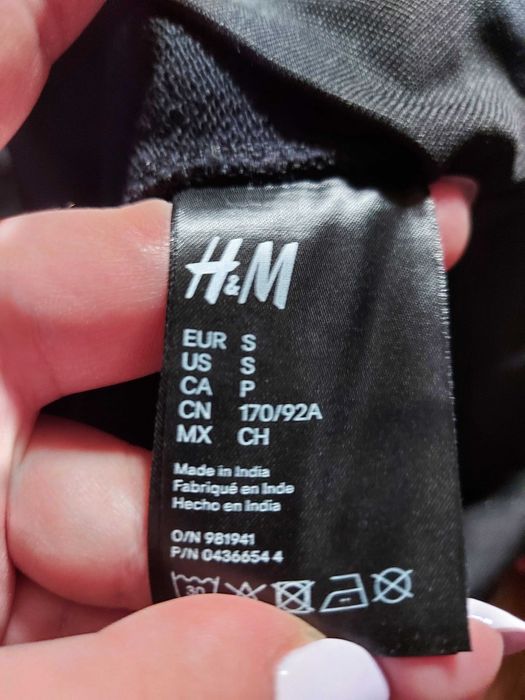 H&M
EUR S
US S
CA P
CN 170/92A
MX CH
Made in India
Fabriqué en Inde
Hecho en India
O/N 981941
P/N 0436654 4
30